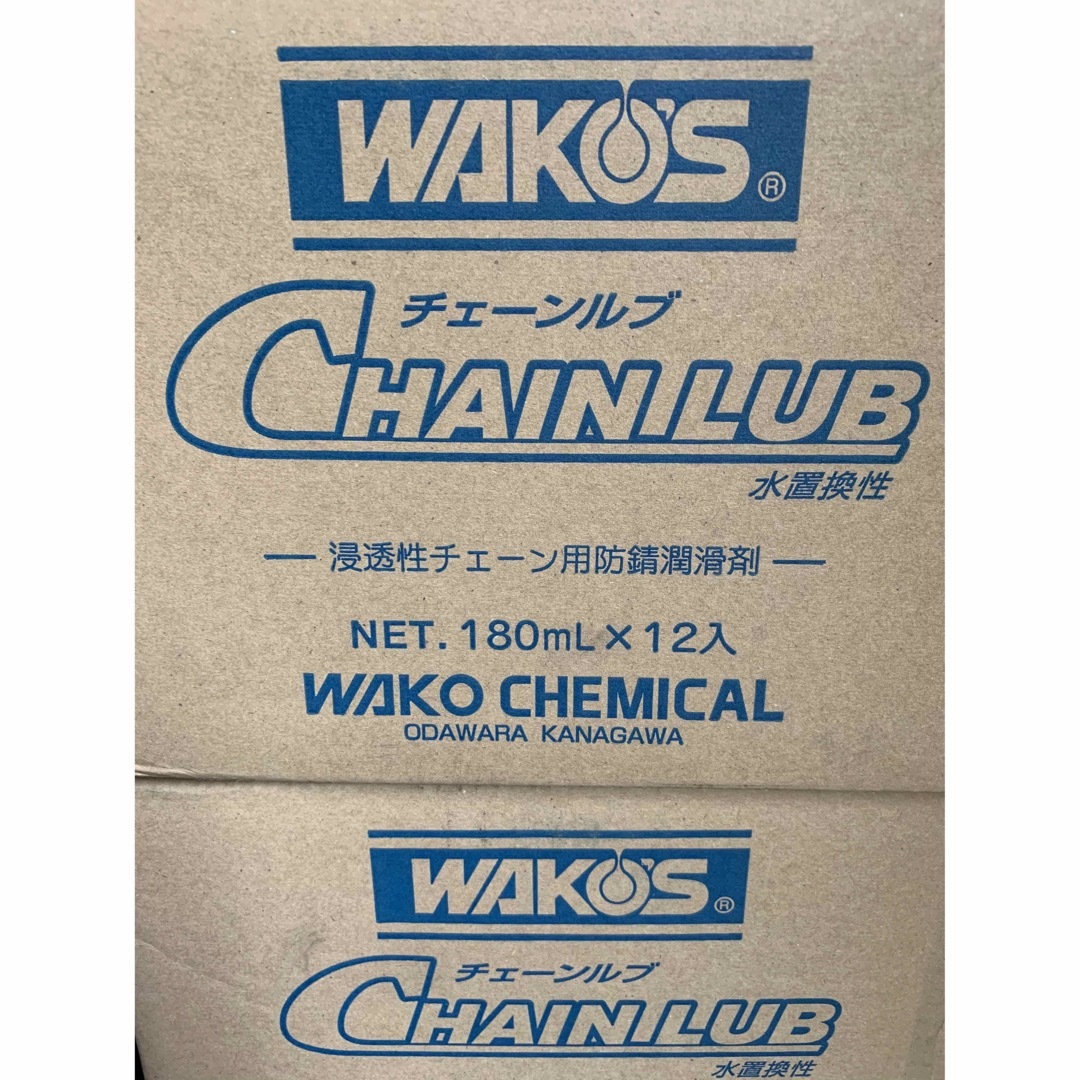 WAKO'S®
チェーンルブ
CHAIN LUB
水置換性
— 浸透性チェーン用防錆潤滑剤 —
NET. 180mL×12入
WAKO CHEMICAL
ODAWARA KANAGAWA
WAKO'S®
チェーンルブ
CHAIN LUB
水置換性